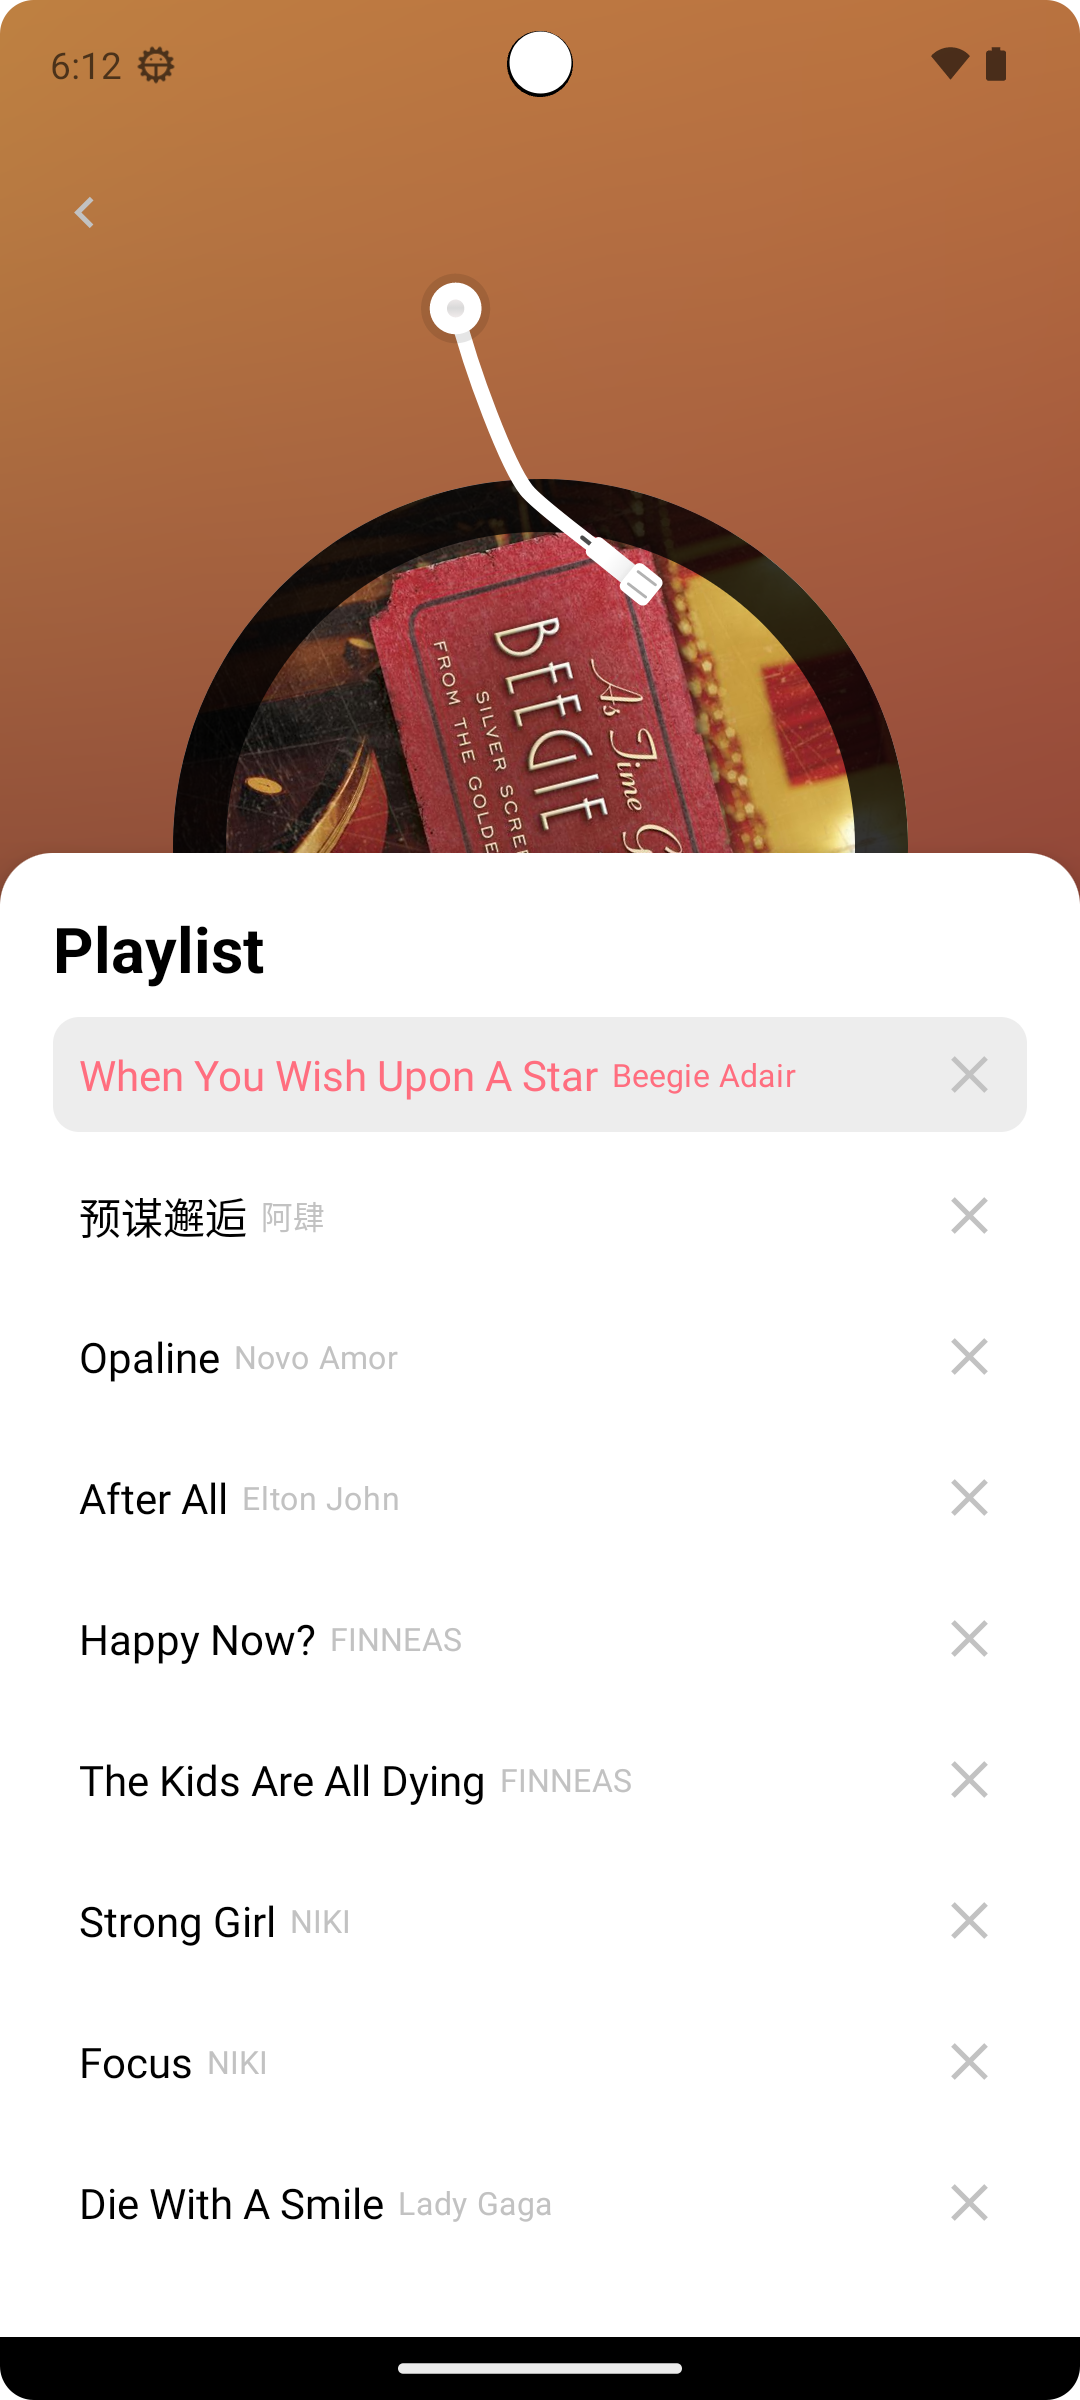 6:12
As Time
BEEGIE
SILVER SCREE
FROM THE GOLDE
Playlist
When You Wish Upon A Star Beegie Adair
预谋邂逅 阿肆
Opaline Novo Amor
After All Elton John
Happy Now? FINNEAS
The Kids Are All Dying FINNEAS
Strong Girl NIKI
Focus NIKI
Die With A Smile Lady Gaga